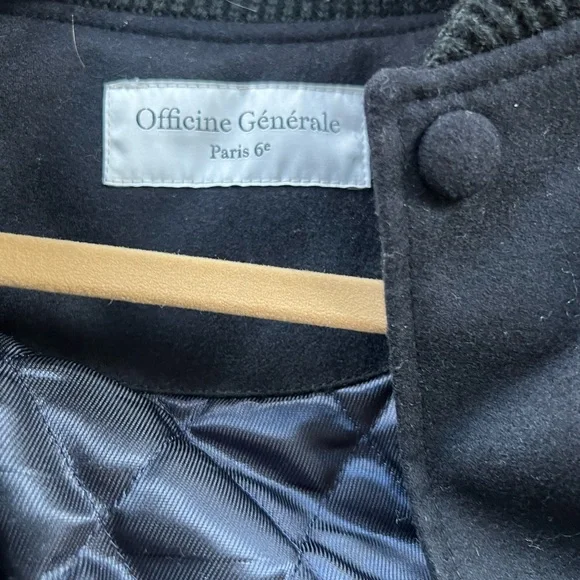 Officine Générale
Paris 6ᵉ